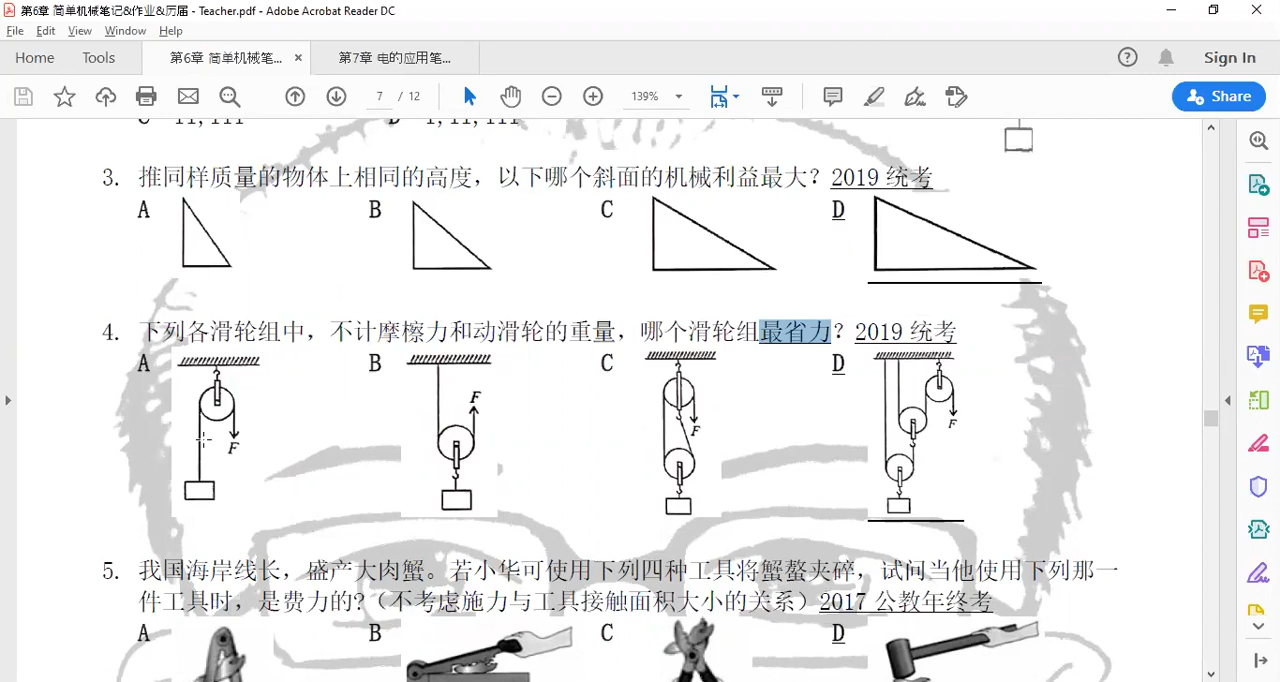 第6章 简单机械笔记&作业&历届 - Teacher.pdf - Adobe Acrobat Reader DC
File Edit View Window Help
Home Tools 第6章 简单机械笔... × 第7章 电的应用笔... Sign In
7 / 12 139% Share
3. 推同样质量的物体上相同的高度，以下哪个斜面的机械利益最大？2019 统考
A B C D
4. 下列各滑轮组中，不计摩檫力和动滑轮的重量，哪个滑轮组最省力？2019 统考
A B C D
F F F F
5. 我国海岸线长，盛产大肉蟹。若小华可使用下列四种工具将蟹螯夹碎，试问当他使用下列那一
件工具时，是费力的？（不考虑施力与工具接触面积大小的关系）2017 公教年终考
A B C D